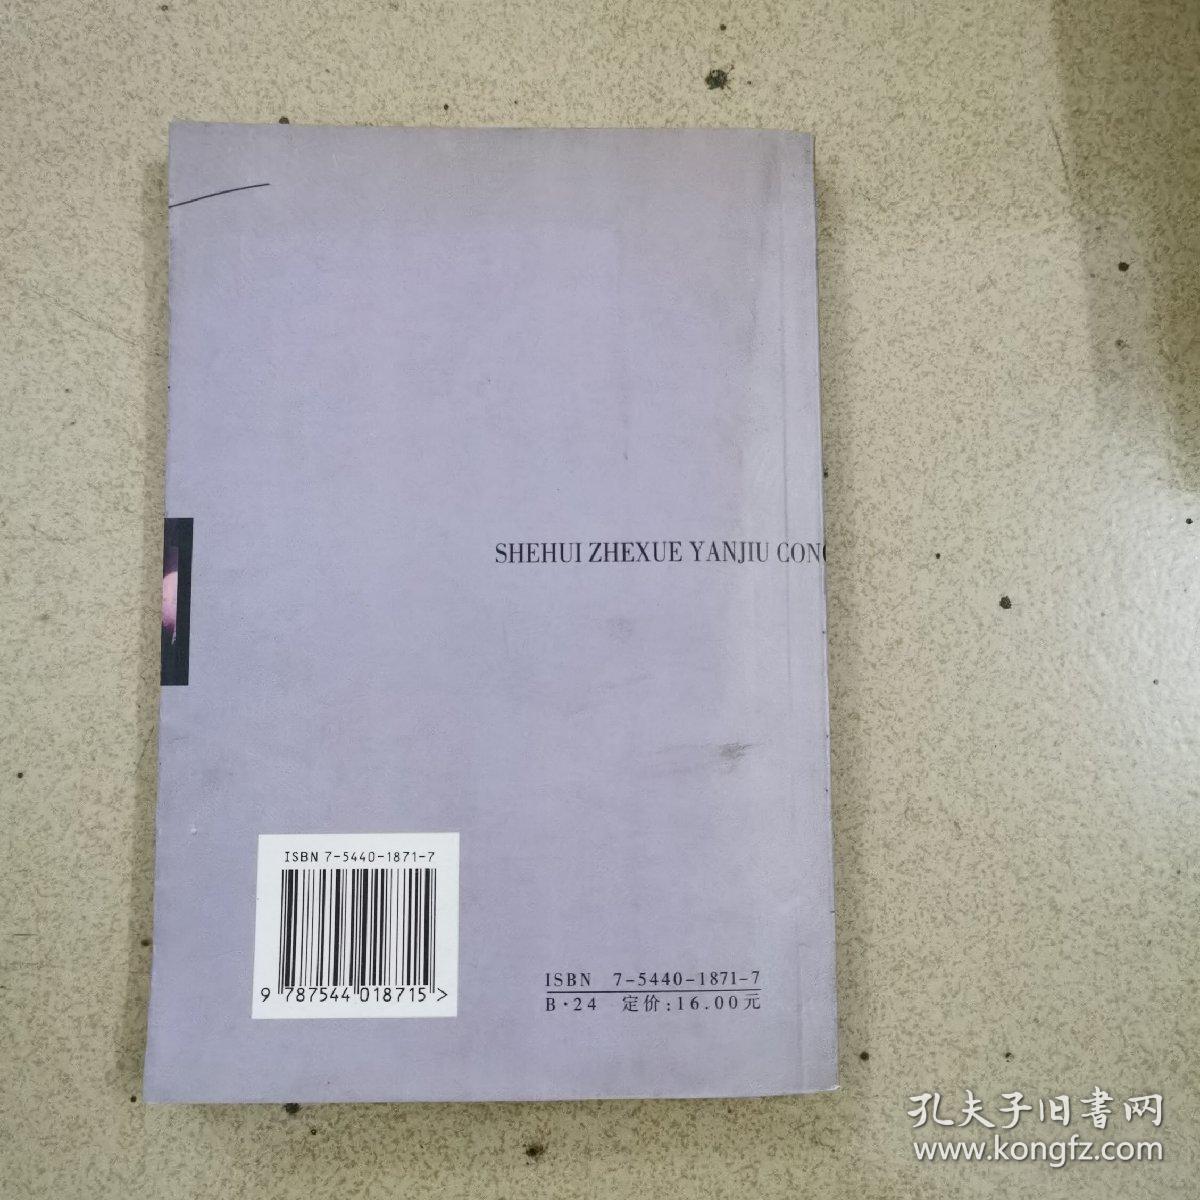 SHEHUI ZHEXUE YANJIU CONG
ISBN 7-5440-1871-7
9 787544 018715 >
ISBN 7-5440-1871-7
B·24 定价:16.00元
孔夫子旧書网
www.kongfz.com